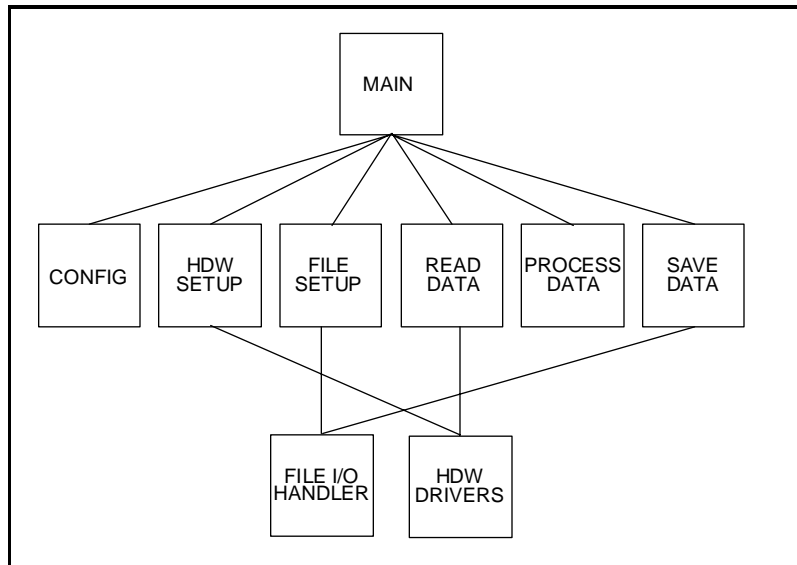 MAIN
CONFIG
HDW
SETUP
FILE
SETUP
READ
DATA
PROCESS
DATA
SAVE
DATA
FILE I/O
HANDLER
HDW
DRIVERS